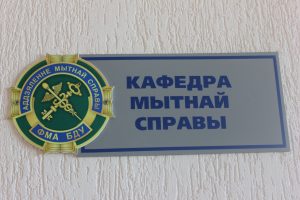 АДДЗЯЛЕННЕ МЫТНАЙ СПРАВЫ
ФМА БДУ
КАФЕДРА
МЫТНАЙ
СПРАВЫ